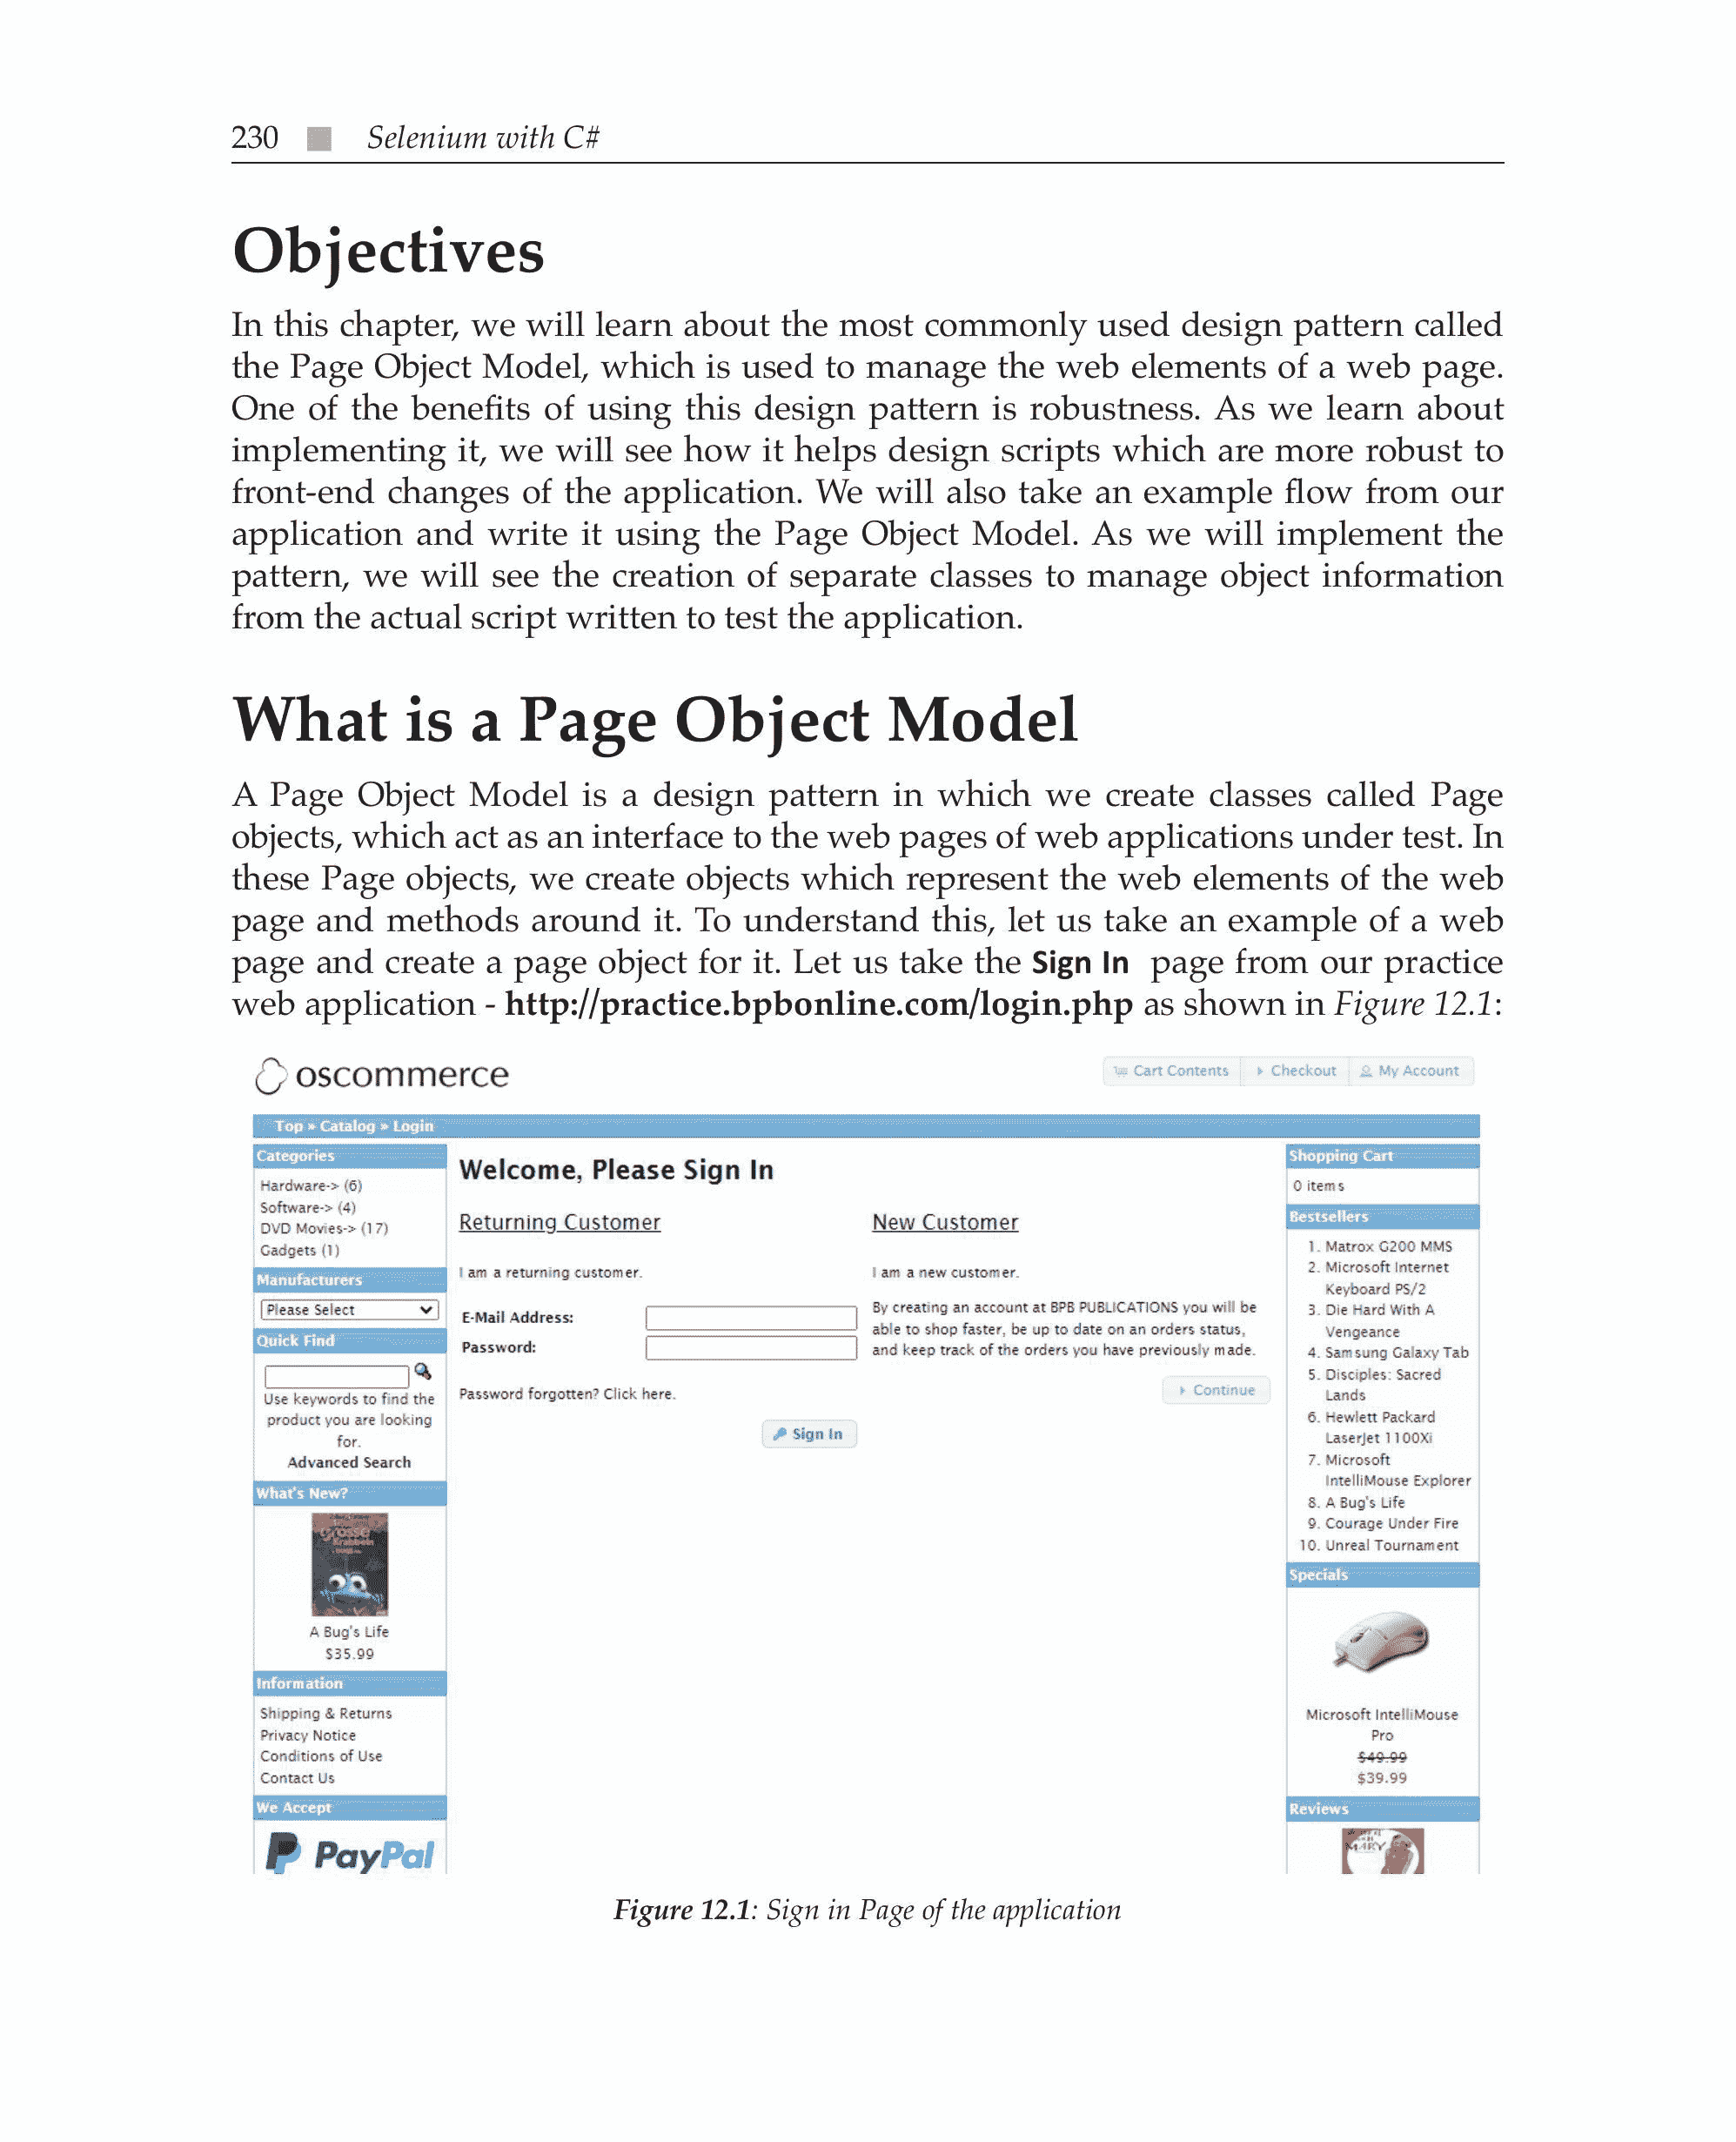 230 Selenium with C#
Objectives
In this chapter, we will learn about the most commonly used design pattern called
the Page Object Model, which is used to manage the web elements of a web page.
One of the benefits of using this design pattern is robustness. As we learn about
implementing it, we will see how it helps design scripts which are more robust to
front-end changes of the application. We will also take an example flow from our
application and write it using the Page Object Model. As we will implement the
pattern, we will see the creation of separate classes to manage object information
from the actual script written to test the application.
What is a Page Object Model
A Page Object Model is a design pattern in which we create classes called Page
objects, which act as an interface to the web pages of web applications under test. In
these Page objects, we create objects which represent the web elements of the web
page and methods around it. To understand this, let us take an example of a web
page and create a page object for it. Let us take the Sign In page from our practice
web application - http://practice.bpbonline.com/login.php as shown in Figure 12.1:
oscommerce
Cart Contents Checkout My Account
Top » Catalog » Login
Categories
Hardware-> (6)
Software-> (4)
DVD Movies-> (17)
Gadgets (1)
Manufacturers
Please Select
Quick Find
Use keywords to find the
product you are looking
for.
Advanced Search
What's New?
A Bug's Life
$35.99
Information
Shipping & Returns
Privacy Notice
Conditions of Use
Contact Us
We Accept
PayPal
Welcome, Please Sign In
Returning Customer
I am a returning customer.
E-Mail Address:
Password:
Password forgotten? Click here.
Sign In
New Customer
I am a new customer.
By creating an account at BPB PUBLICATIONS you will be
able to shop faster, be up to date on an orders status,
and keep track of the orders you have previously made.
Continue
Shopping Cart
0 items
Bestsellers
1. Matrox G200 MMS
2. Microsoft Internet
Keyboard PS/2
3. Die Hard With A
Vengeance
4. Samsung Galaxy Tab
5. Disciples: Sacred
Lands
6. Hewlett Packard
LaserJet 1100Xi
7. Microsoft
IntelliMouse Explorer
8. A Bug's Life
9. Courage Under Fire
10. Unreal Tournament
Specials
Microsoft IntelliMouse
Pro
$49.99
$39.99
Reviews
MARY
Figure 12.1: Sign in Page of the application